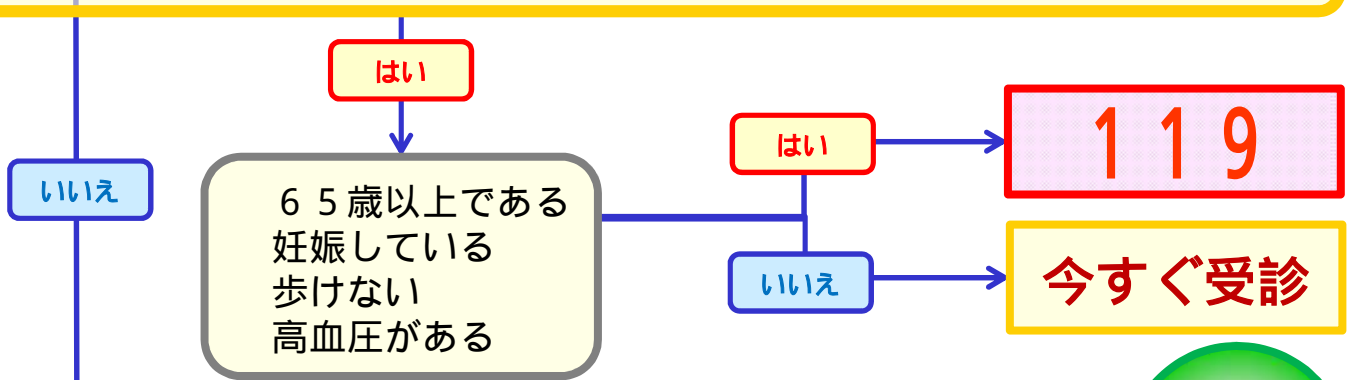 はい
はい
119
いいえ
65歳以上である
妊娠している
歩けない
高血圧がある
いいえ
今すぐ受診